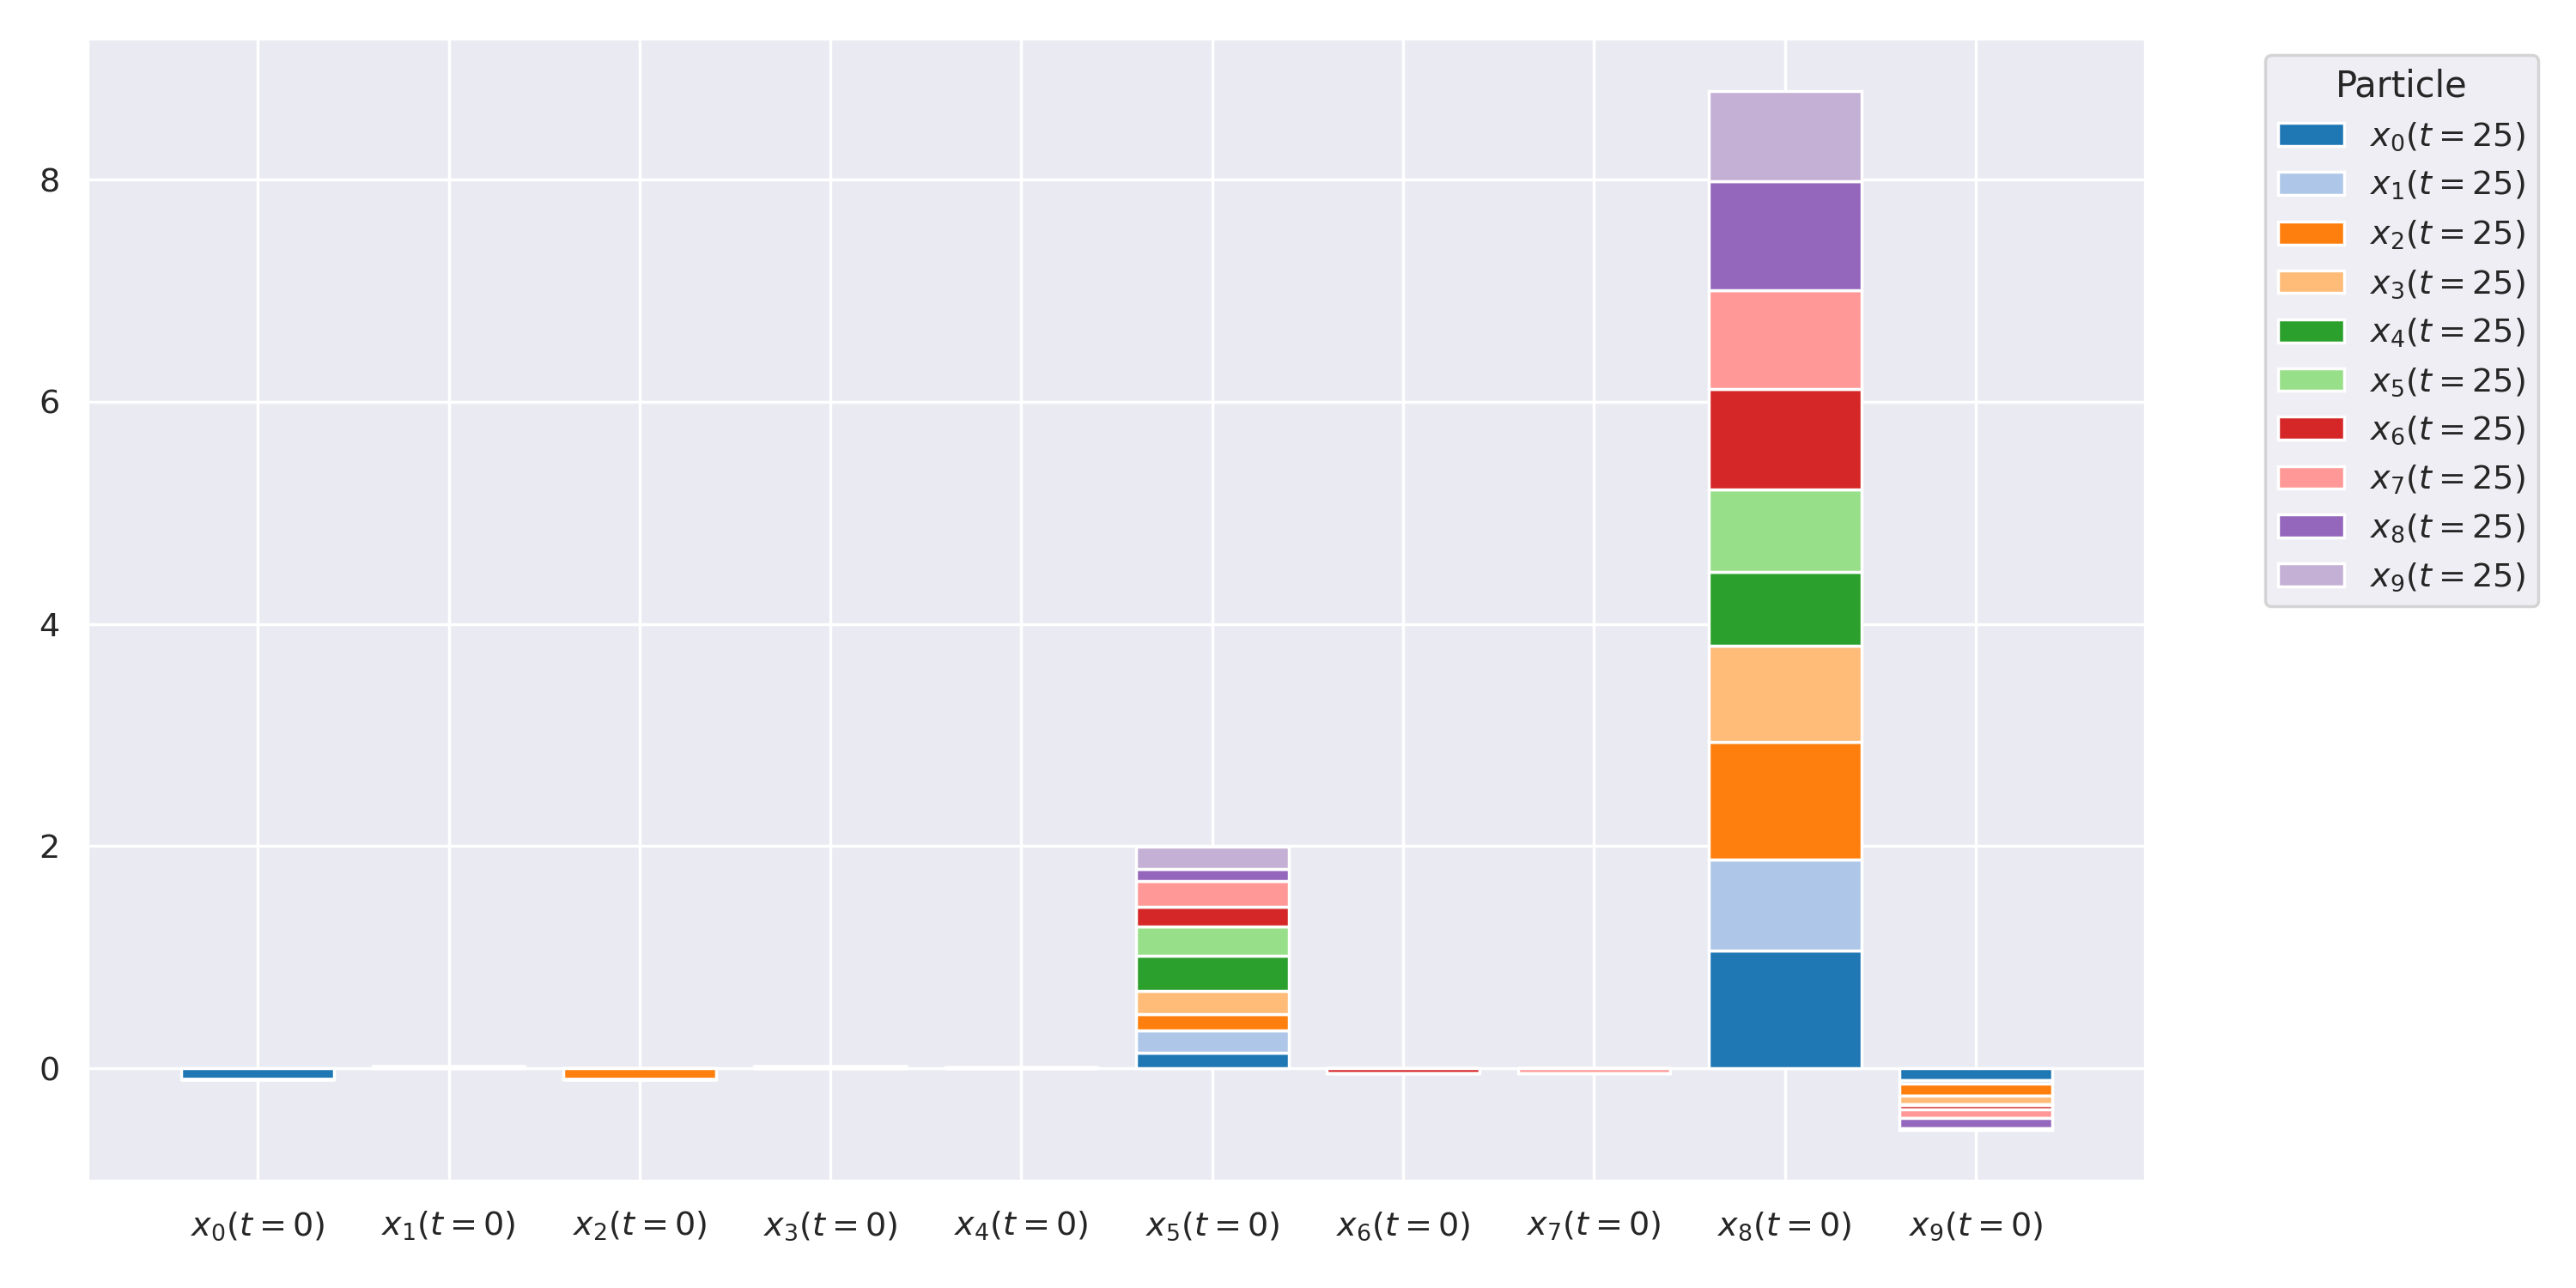 8
6
4
2
0
x₀(t = 0) x₁(t = 0) x₂(t = 0) x₃(t = 0) x₄(t = 0) x₅(t = 0) x₆(t = 0) x₇(t = 0) x₈(t = 0) x₉(t = 0)
Particle
x₀(t = 25)
x₁(t = 25)
x₂(t = 25)
x₃(t = 25)
x₄(t = 25)
x₅(t = 25)
x₆(t = 25)
x₇(t = 25)
x₈(t = 25)
x₉(t = 25)